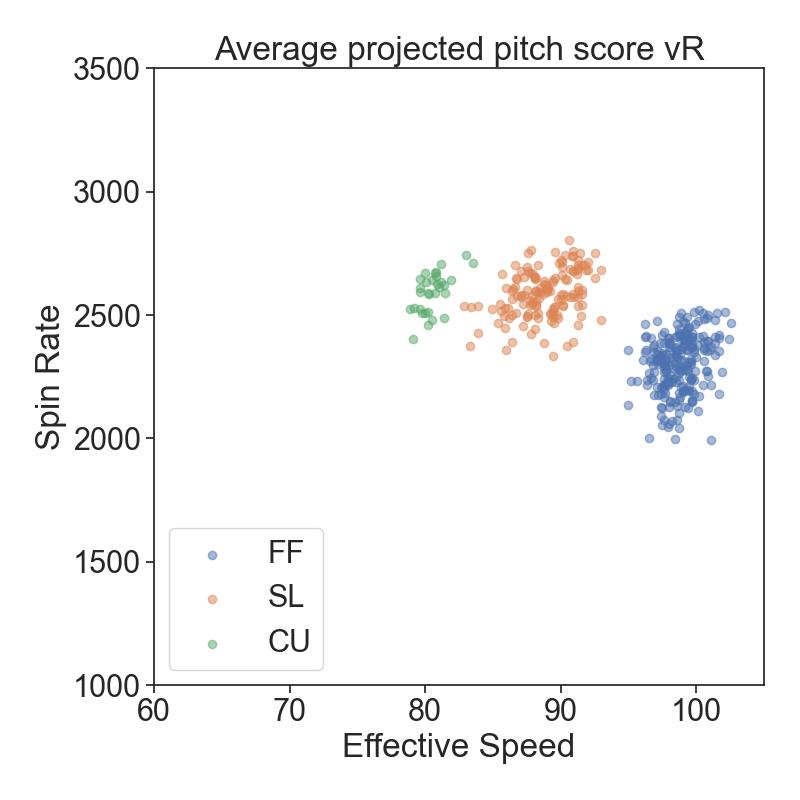 Average projected pitch score vR
3500
3000
2500
2000
1500
1000
Spin Rate
FF
SL
CU
60 70 80 90 100
Effective Speed